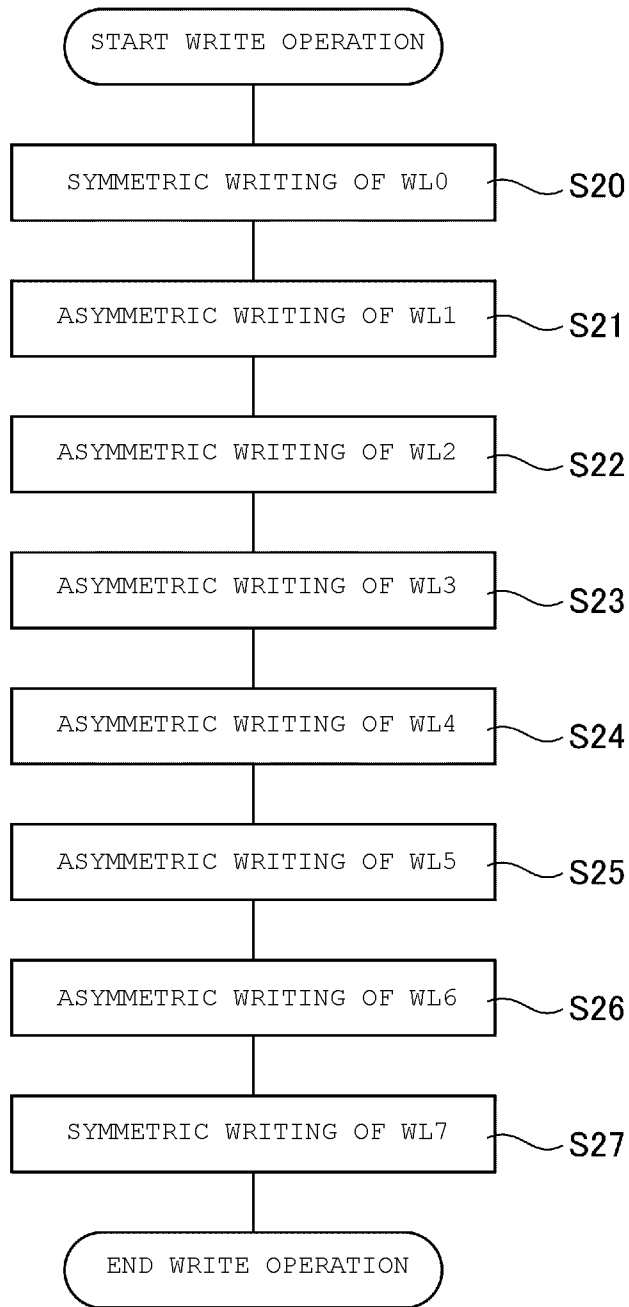 START WRITE OPERATION
SYMMETRIC WRITING OF WL0
S20
ASYMMETRIC WRITING OF WL1
S21
ASYMMETRIC WRITING OF WL2
S22
ASYMMETRIC WRITING OF WL3
S23
ASYMMETRIC WRITING OF WL4
S24
ASYMMETRIC WRITING OF WL5
S25
ASYMMETRIC WRITING OF WL6
S26
SYMMETRIC WRITING OF WL7
S27
END WRITE OPERATION